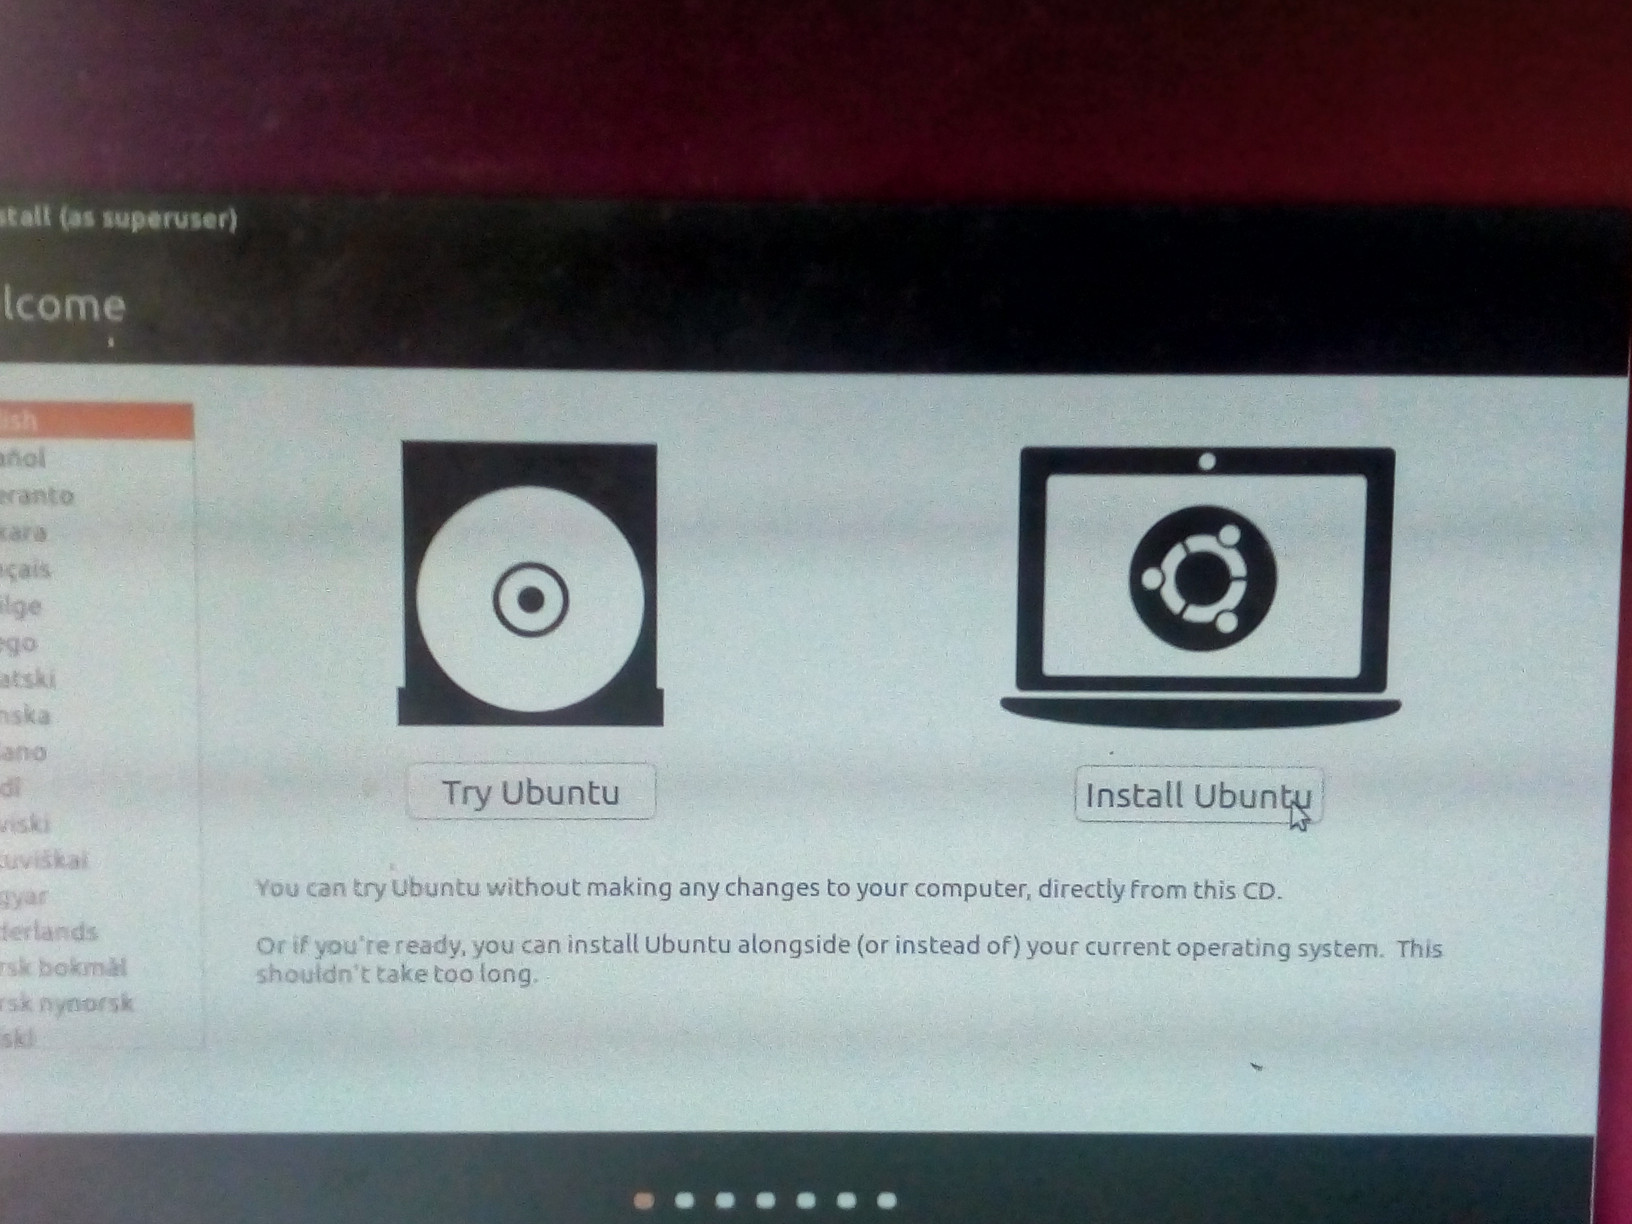 stall (as superuser)
lcome
ish
añol
eranto
kara
nçais
ilge
ego
atski
nska
ano
di
viski
tuviškai
gyar
derlands
rsk bokmål
rsk nynorsk
ski
Try Ubuntu
Install Ubuntu
You can try Ubuntu without making any changes to your computer, directly from this CD.
Or if you're ready, you can install Ubuntu alongside (or instead of) your current operating system. This
shouldn't take too long.